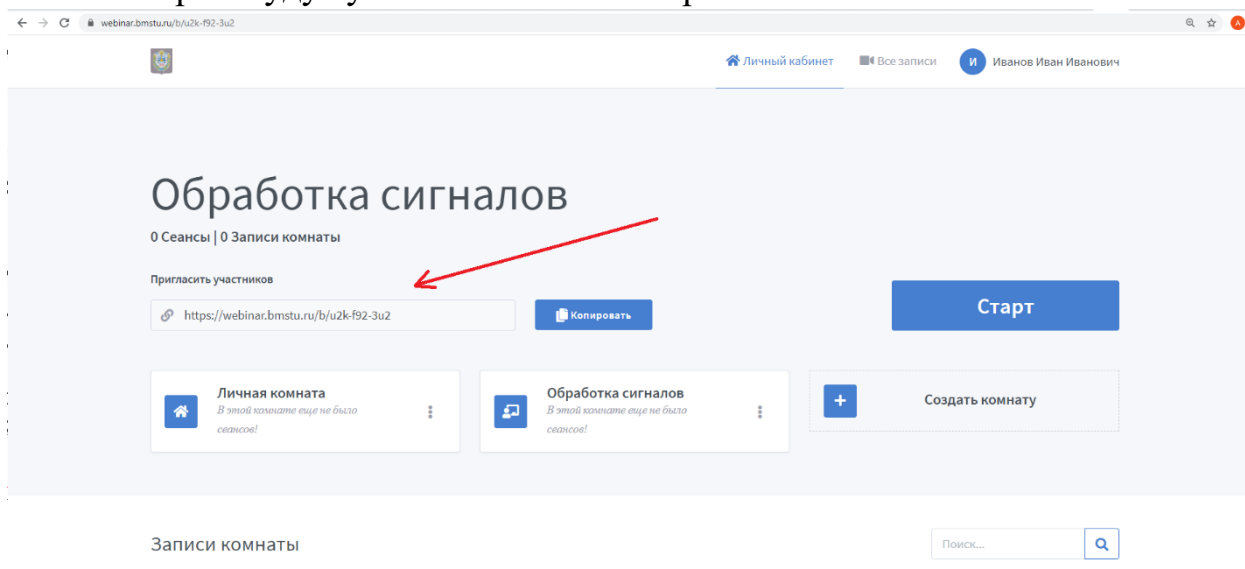 webinar.bmstu.ru/b/u2k-f92-3u2
A
Личный кабинет
Все записи
И
Иванов Иван Иванович
Обработка сигналов
0 Сеансы | 0 Записи комнаты
Пригласить участников
https://webinar.bmstu.ru/b/u2k-f92-3u2
Копировать
Старт
Личная комната
В этой комнате еще не было
сеансов!
Обработка сигналов
В этой комнате еще не было
сеансов!
Создать комнату
Записи комнаты
Поиск...